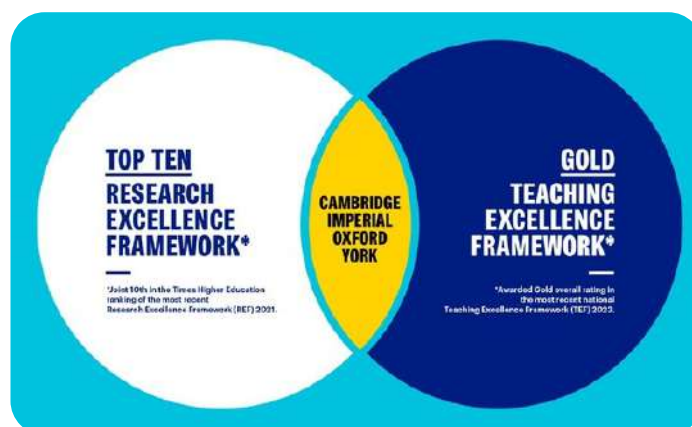 TOP TEN
RESEARCH
EXCELLENCE
FRAMEWORK*
*Joint 10th in the Times Higher Education
ranking of the most recent
Research Excellence Framework (REF) 2021.
CAMBRIDGE
IMPERIAL
OXFORD
YORK
GOLD
TEACHING
EXCELLENCE
FRAMEWORK*
*Awarded Gold overall rating in
the most recent national
Teaching Excellence Framework (TEF) 2023.